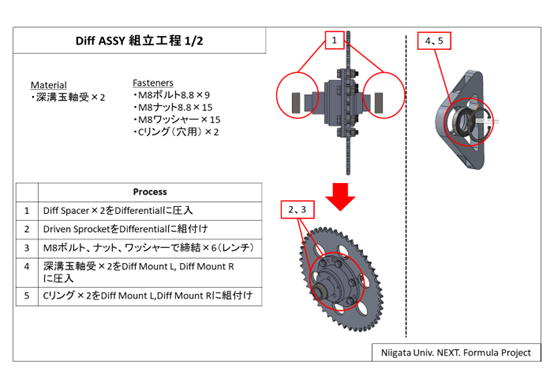 Diff ASSY 組立工程 1/2
Material
・深溝玉軸受×2
Fasteners
・M8ボルト8.8×9
・M8ナット8.8×15
・M8ワッシャー×15
・Cリング（穴用）×2
1
4、5
Process
1 Diff Spacer×2をDifferentialに圧入
2 Driven SprocketをDifferentialに組付け
3 M8ボルト、ナット、ワッシャーで締結×6（レンチ）
4 深溝玉軸受×2をDiff Mount L, Diff Mount R
に圧入
5 Cリング×2をDiff Mount L,Diff Mount Rに組付け
2、3
Niigata Univ. NEXT. Formula Project